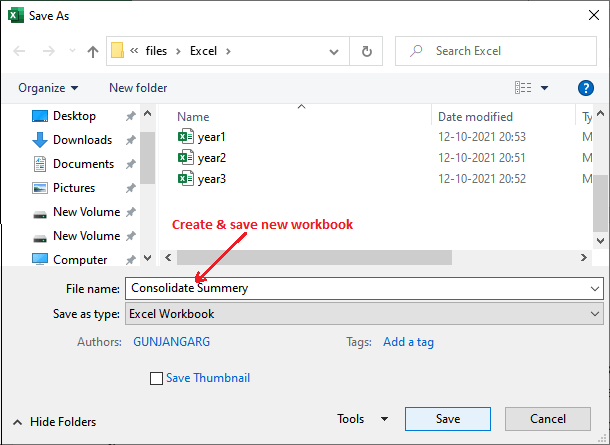 Save As
« files › Excel ›
Search Excel
Organize
New folder
?
Name
Date modified
Ty
Desktop
Downloads
Documents
Pictures
New Volume
New Volume
Computer
year1 12-10-2021 20:53 M
year2 12-10-2021 20:51 M
year3 12-10-2021 20:52 M
Create & save new workbook
File name: Consolidate Summery
Save as type: Excel Workbook
Authors: GUNJANGARG
Tags: Add a tag
Save Thumbnail
Hide Folders
Tools
Save
Cancel